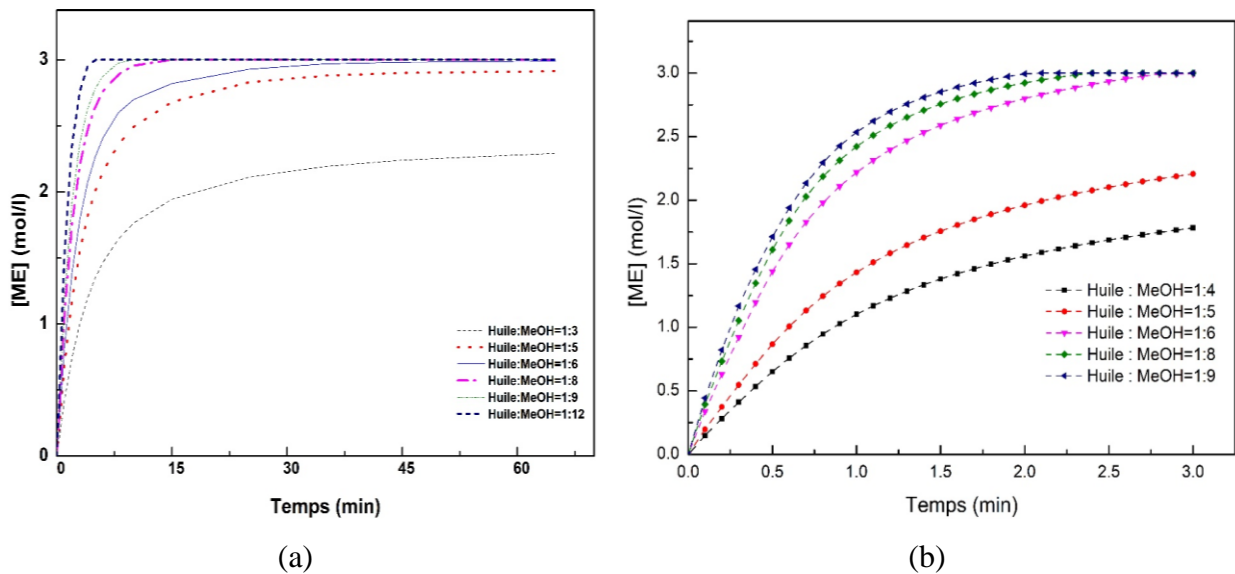 3
2
1
0
[ME] (mol/l)
Huile:MeOH=1:3
Huile:MeOH=1:5
Huile:MeOH=1:6
Huile:MeOH=1:8
Huile:MeOH=1:9
Huile:MeOH=1:12
0 15 30 45 60
Temps (min)
(a)
3.0
2.5
2.0
1.5
1.0
0.5
0.0
[ME] (mol/l)
Huile : MeOH=1:4
Huile : MeOH=1:5
Huile : MeOH=1:6
Huile : MeOH=1:8
Huile : MeOH=1:9
0.0 0.5 1.0 1.5 2.0 2.5 3.0
Temps (min)
(b)